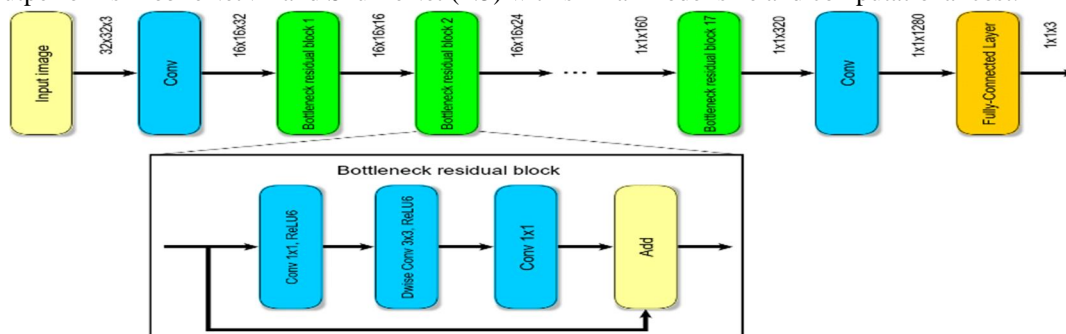 Input image
32x32x3
Conv
16x16x32
Bottleneck residual block 1
16x16x16
Bottleneck residual block 2
16x16x24
...
1x1x160
Bottleneck residual block 17
1x1x320
Conv
1x1x1280
Fully-Connected Layer
1x1x3
Bottleneck residual block
Conv 1x1, ReLU6
Dwise Conv 3x3, ReLU6
Conv 1x1
Add